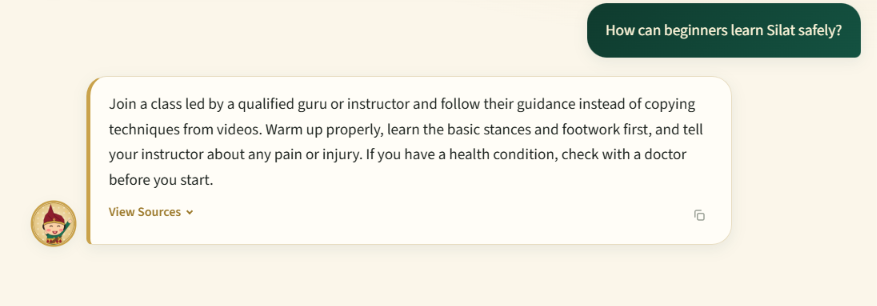 How can beginners learn Silat safely?
Join a class led by a qualified guru or instructor and follow their guidance instead of copying
techniques from videos. Warm up properly, learn the basic stances and footwork first, and tell
your instructor about any pain or injury. If you have a health condition, check with a doctor
before you start.
View Sources